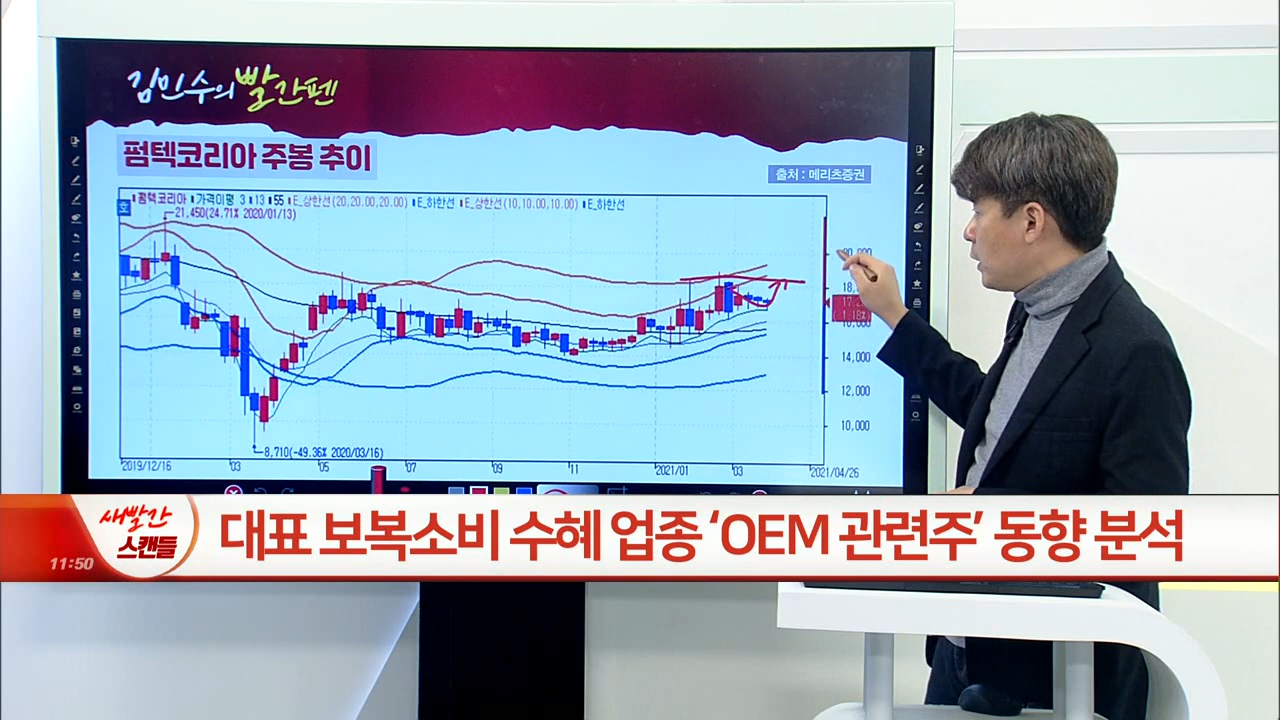 김민수의 빨간펜
펌텍코리아 주봉 추이
출처 : 메리츠증권
펌텍코리아 가격이평 3 13 55 E_상한선(20,20.00,20.00) E_하한선 E_상한선(10,10.00,10.00) E_하한선
21,450(24.71% 2020/01/13)
14,000
12,000
10,000
8,710(-49.36% 2020/03/16)
2019/12/16 03 05 07 09 11 2021/01 03 2021/04/26
새빨간
스캔들
11:50
대표 보복소비 수혜 업종 ‘OEM 관련주’ 동향 분석